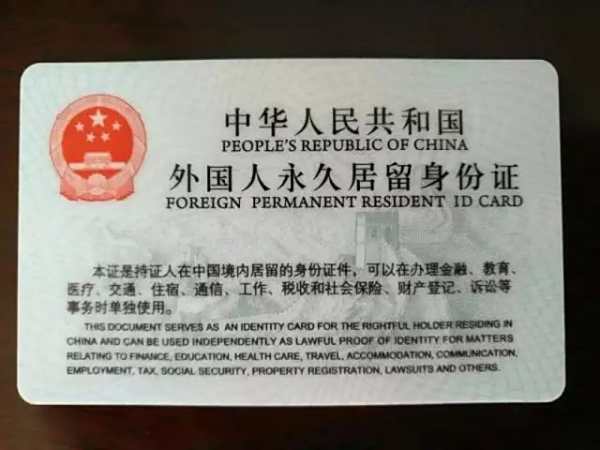 中华人民共和国
PEOPLE'S REPUBLIC OF CHINA
外国人永久居留身份证
FOREIGN PERMANENT RESIDENT ID CARD
本证是持证人在中国境内居留的身份证件，可以在办理金融、教育、
医疗、交通、住宿、通信、工作、税收和社会保险、财产登记、诉讼等
事务时单独使用。
THIS DOCUMENT SERVES AS AN IDENTITY CARD FOR THE RIGHTFUL HOLDER RESIDING IN
CHINA AND CAN BE USED INDEPENDENTLY AS LAWFUL PROOF OF IDENTITY FOR MATTERS
RELATING TO FINANCE, EDUCATION, HEALTH CARE, TRAVEL, ACCOMMODATION, COMMUNICATION,
EMPLOYMENT, TAX, SOCIAL SECURITY, PROPERTY REGISTRATION, LAWSUITS AND OTHERS.